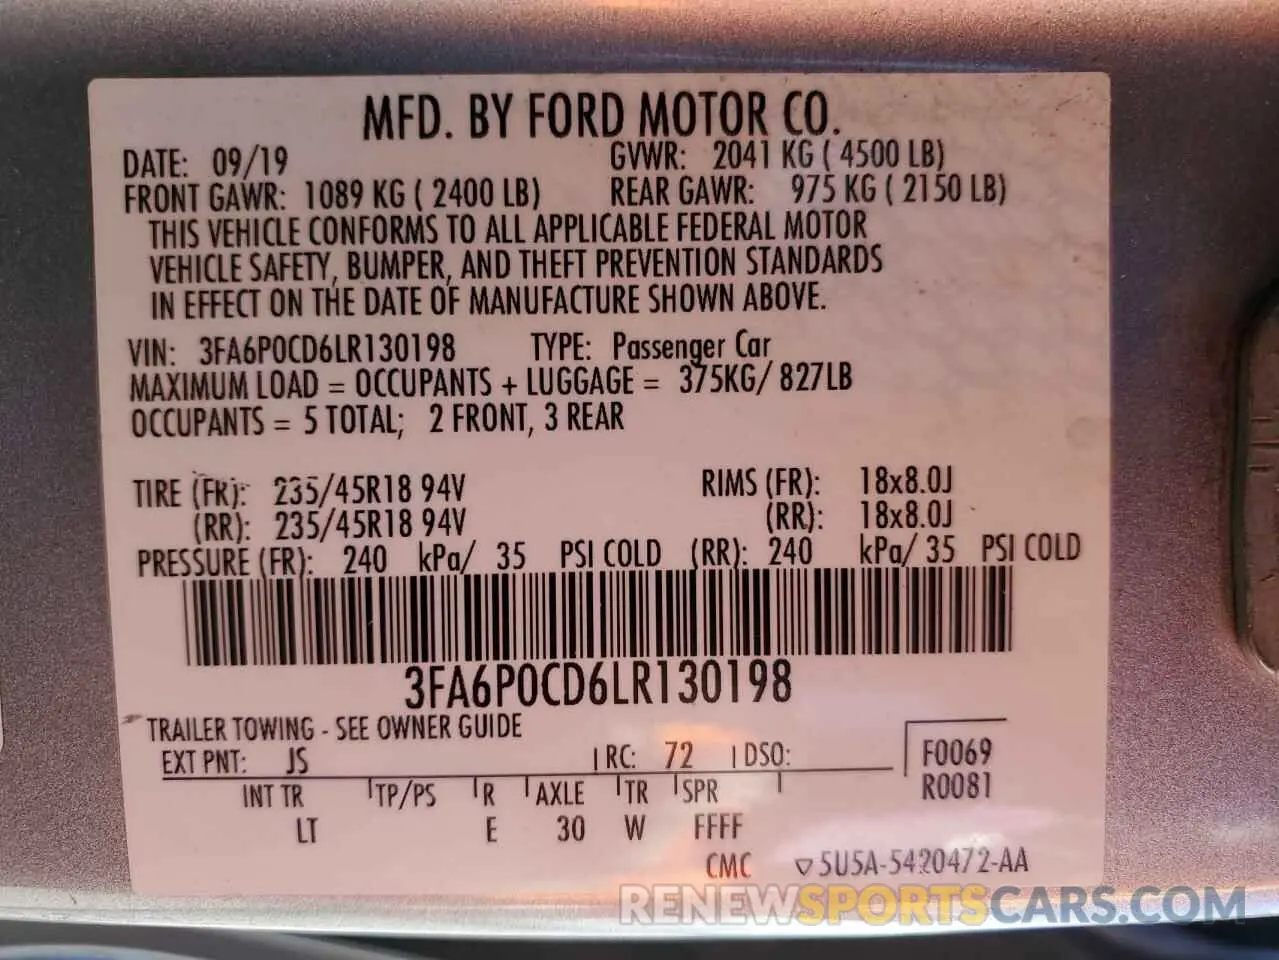 MFD. BY FORD MOTOR CO.
DATE: 09/19 GVWR: 2041 KG ( 4500 LB)
FRONT GAWR: 1089 KG ( 2400 LB) REAR GAWR: 975 KG ( 2150 LB)
THIS VEHICLE CONFORMS TO ALL APPLICABLE FEDERAL MOTOR
VEHICLE SAFETY, BUMPER, AND THEFT PREVENTION STANDARDS
IN EFFECT ON THE DATE OF MANUFACTURE SHOWN ABOVE.
VIN: 3FA6P0CD6LR130198 TYPE: Passenger Car
MAXIMUM LOAD = OCCUPANTS + LUGGAGE = 375KG/ 827LB
OCCUPANTS = 5 TOTAL; 2 FRONT, 3 REAR
TIRE (FR): 235/45R18 94V RIMS (FR): 18x8.0J
(RR): 235/45R18 94V (RR): 18x8.0J
PRESSURE (FR): 240 kPa/ 35 PSI COLD (RR): 240 kPa/ 35 PSI COLD
3FA6P0CD6LR130198
TRAILER TOWING - SEE OWNER GUIDE
EXT PNT: JS RC: 72 DSO: F0069
R0081
INT TR TP/PS R AXLE TR SPR
LT E 30 W FFFF
CMC ▽5U5A-5420472-AA
RENEWSPORTSCARS.COM